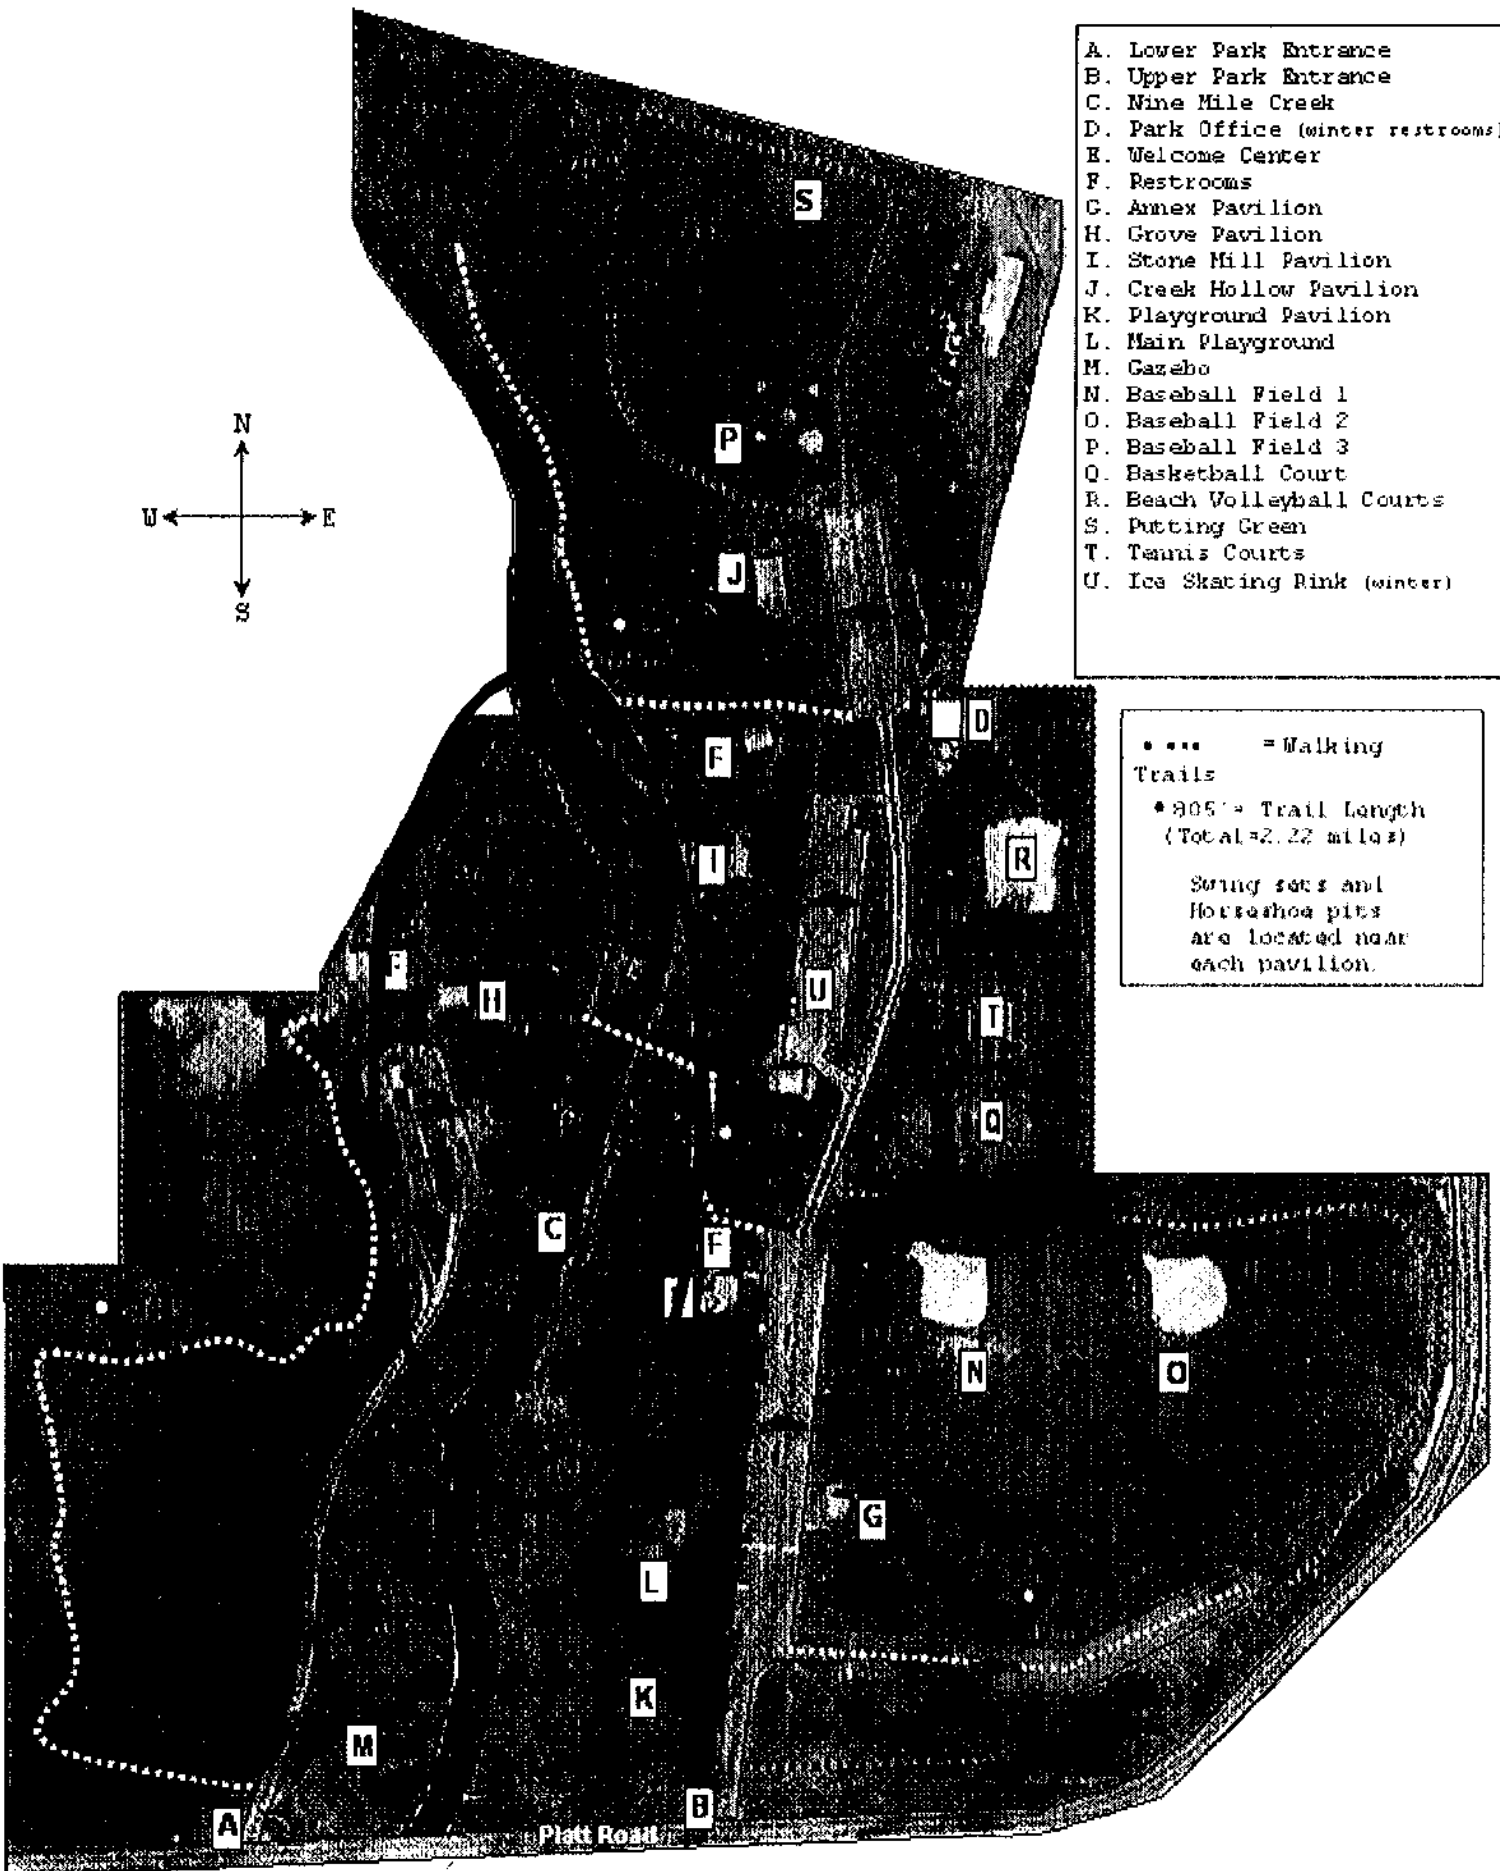 A. Lower Park Entrance
B. Upper Park Entrance
C. Nine Mile Creek
D. Park Office (winter restrooms)
E. Welcome Center
F. Restrooms
G. Annex Pavilion
H. Grove Pavilion
I. Stone Mill Pavilion
J. Creek Hollow Pavilion
K. Playground Pavilion
L. Main Playground
M. Gazebo
N. Baseball Field 1
O. Baseball Field 2
P. Baseball Field 3
Q. Basketball Court
R. Beach Volleyball Courts
S. Putting Green
T. Tennis Courts
U. Ice Skating Rink (winter)
= Walking
Trails
805' = Trail Length
(Total=2.22 miles)
Swing sets and
Horseshoe pits
are located near
each pavilion.
N
W E
S
S
P
J
D
F
I
R
H
U
T
Q
C
F
N
O
G
L
K
M
B
A
Platt Road